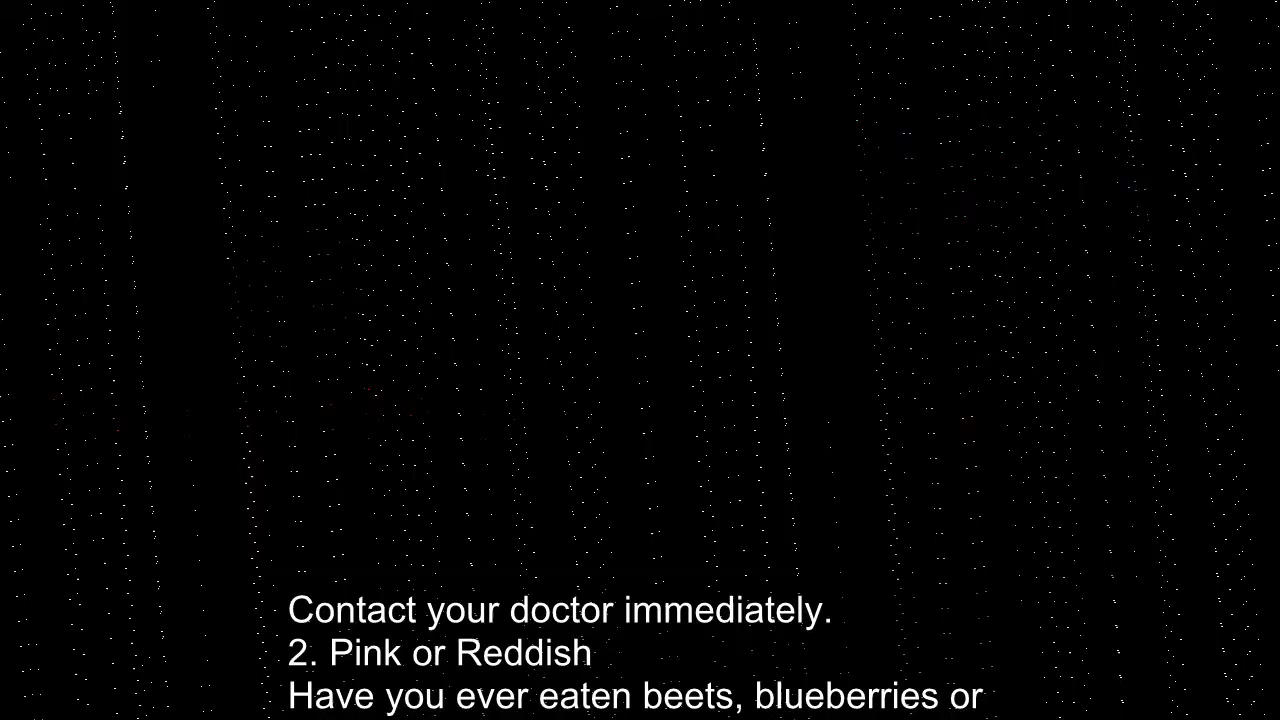 Contact your doctor immediately.
2. Pink or Reddish
Have you ever eaten beets, blueberries or